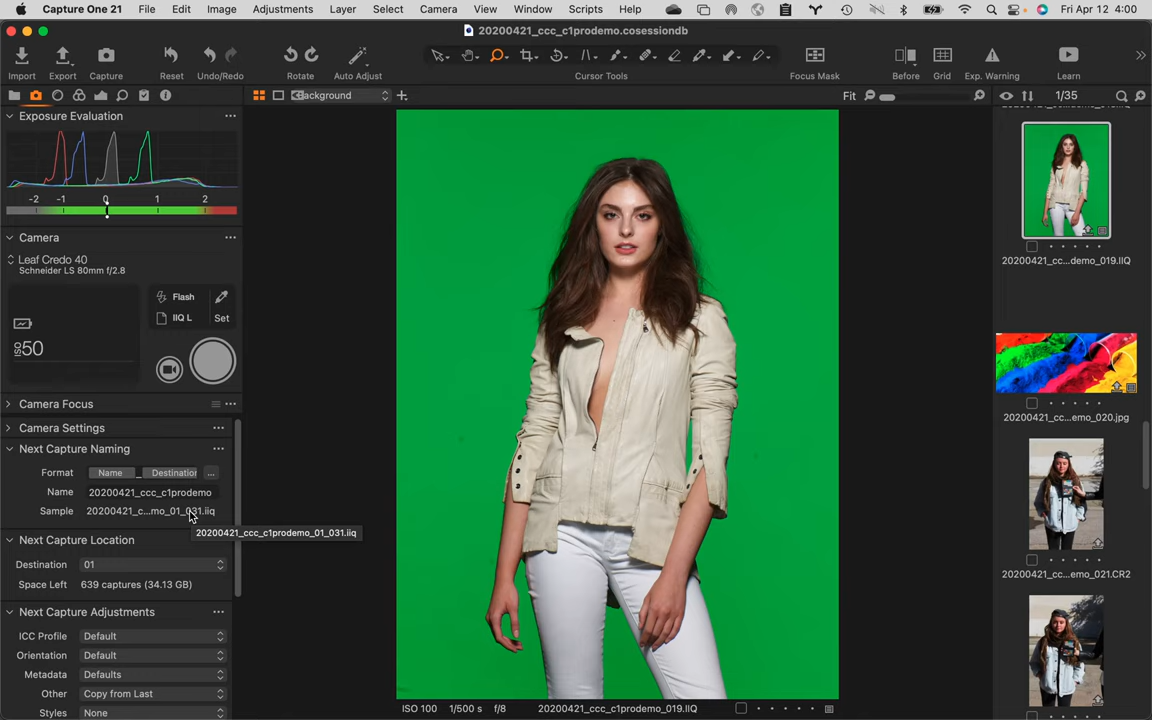 Capture One 21 File Edit Image Adjustments Layer Select Camera View Window Scripts Help Fri Apr 12 4:00
20200421_ccc_c1prodemo.cosessiondb
Import Export Capture Reset Undo/Redo Rotate Auto Adjust Cursor Tools Focus Mask Before Grid Exp. Warning Learn
Background Fit 1/35
Exposure Evaluation
-2 -1 0 1 2
Camera
Leaf Credo 40
Schneider LS 80mm f/2.8
Flash
IIQ L Set
ISO 50
Camera Focus
Camera Settings
Next Capture Naming
Format Name _ Destination ...
Name 20200421_ccc_c1prodemo
Sample 20200421_c...mo_01_031.iiq
20200421_ccc_c1prodemo_01_031.iiq
Next Capture Location
Destination 01
Space Left 639 captures (34.13 GB)
Next Capture Adjustments
ICC Profile Default
Orientation Default
Metadata Defaults
Other Copy from Last
Styles None
ISO 100 1/500 s f/8 20200421_ccc_c1prodemo_019.IIQ
20200421_cc...demo_019.IIQ
20200421_cc...emo_020.jpg
20200421_cc...emo_021.CR2